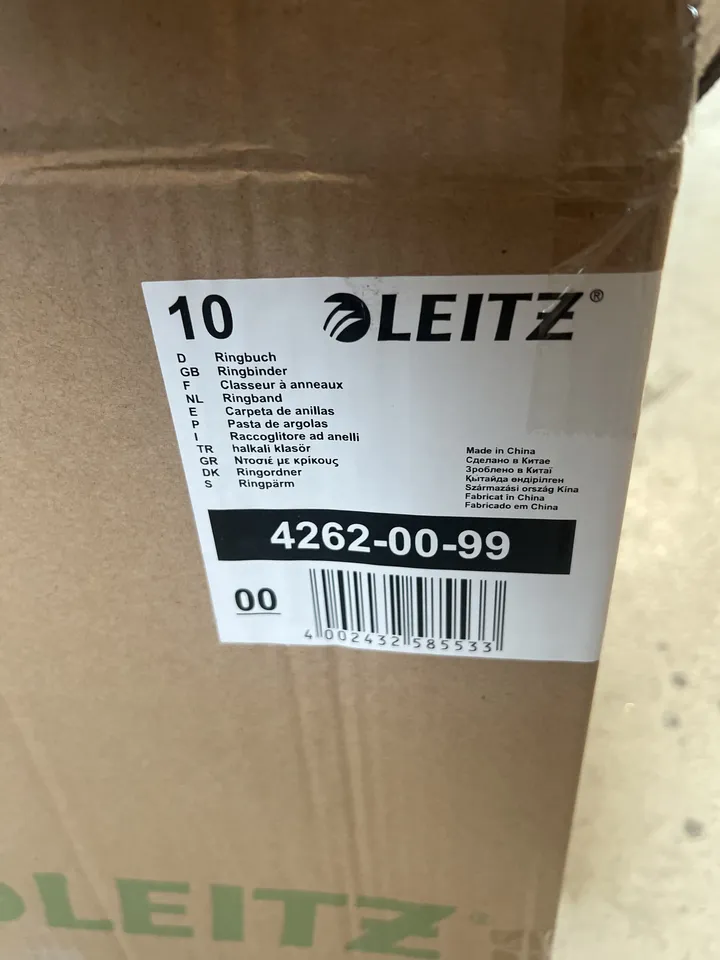 10 LEITZ®
D Ringbuch
GB Ringbinder
F Classeur à anneaux
NL Ringband
E Carpeta de anillas
P Pasta de argolas
I Raccoglitore ad anelli
TR halkali klasör
GR Ντοσιέ με κρίκους
DK Ringordner
S Ringpärm
Made in China
Сделано в Китае
Зроблено в Китаї
Қытайда өндірілген
Származási ország Kína
Fabricat în China
Fabricado em China
4262-00-99
00
4 002432 585533
LEITZ